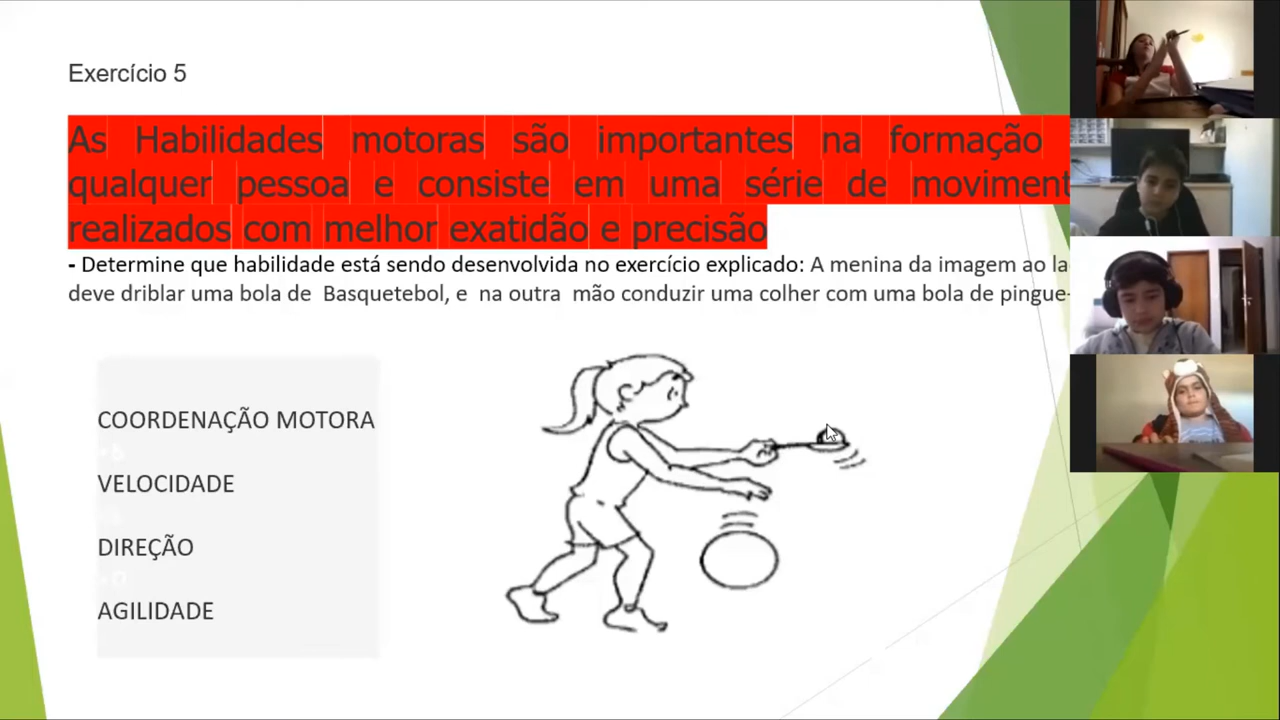 Exercício 5
As Habilidades motoras são importantes na formação
qualquer pessoa e consiste em uma série de moviment
realizados com melhor exatidão e precisão
- Determine que habilidade está sendo desenvolvida no exercício explicado: A menina da imagem ao la
deve driblar uma bola de Basquetebol, e na outra mão conduzir uma colher com uma bola de pingue-
COORDENAÇÃO MOTORA
VELOCIDADE
DIREÇÃO
AGILIDADE